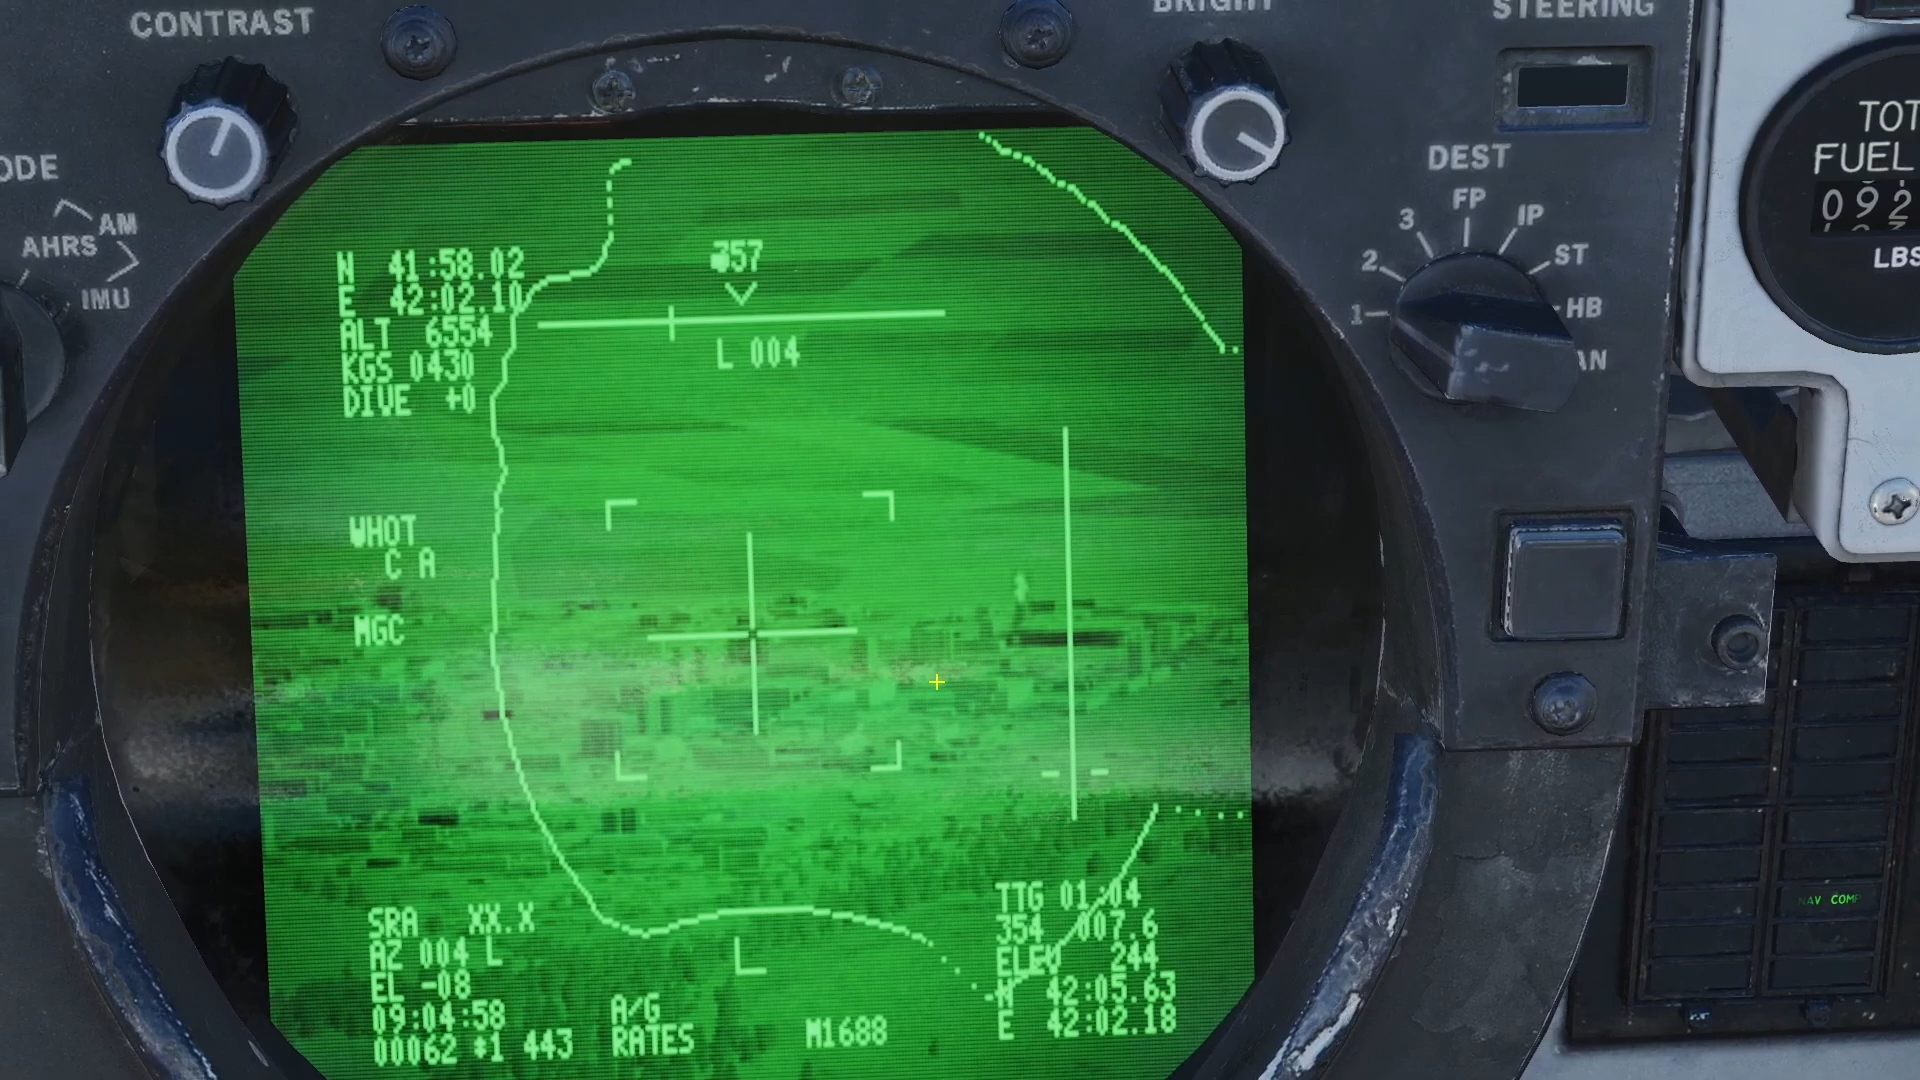 CONTRAST
BRIGHT
STEERING
DEST
FP
3
IP
2
ST
1
HB
AN
TOT
FUEL
092
LBS
ODE
AM
AHRS
IMU
N 41:58.02
E 42:02.10
ALT 6554
KGS 0430
DIVE +0
357
L 004
WHOT
C A
MGC
SRA XX.X
AZ 004 L
EL -08
09:04:58
00062 #1 443
A/G
RATES
M1688
TTG 01:04
354 007.6
ELEV 244
N 42:05.63
E 42:02.18
NAV COMP